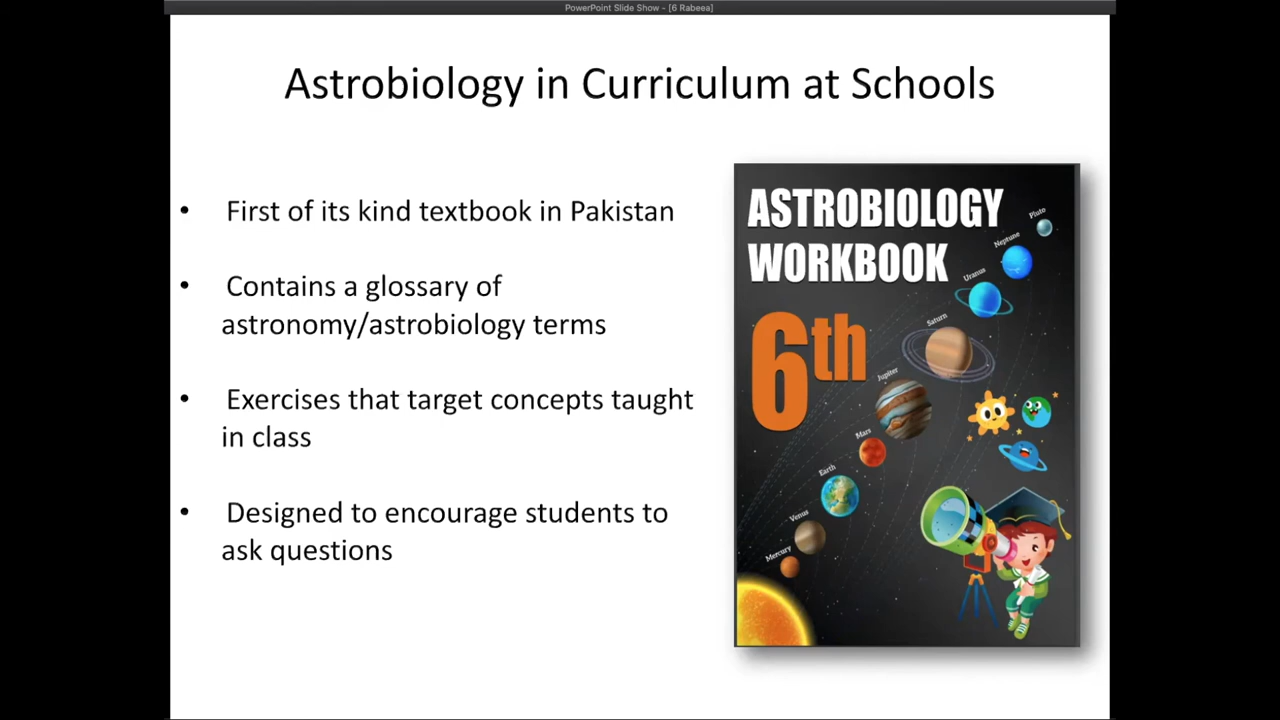 PowerPoint Slide Show - [6 Rabeea]
Astrobiology in Curriculum at Schools
• First of its kind textbook in Pakistan
• Contains a glossary of
astronomy/astrobiology terms
• Exercises that target concepts taught
in class
• Designed to encourage students to
ask questions
ASTROBIOLOGY
WORKBOOK
6th
Pluto
Neptune
Uranus
Saturn
Jupiter
Mars
Earth
Venus
Mercury